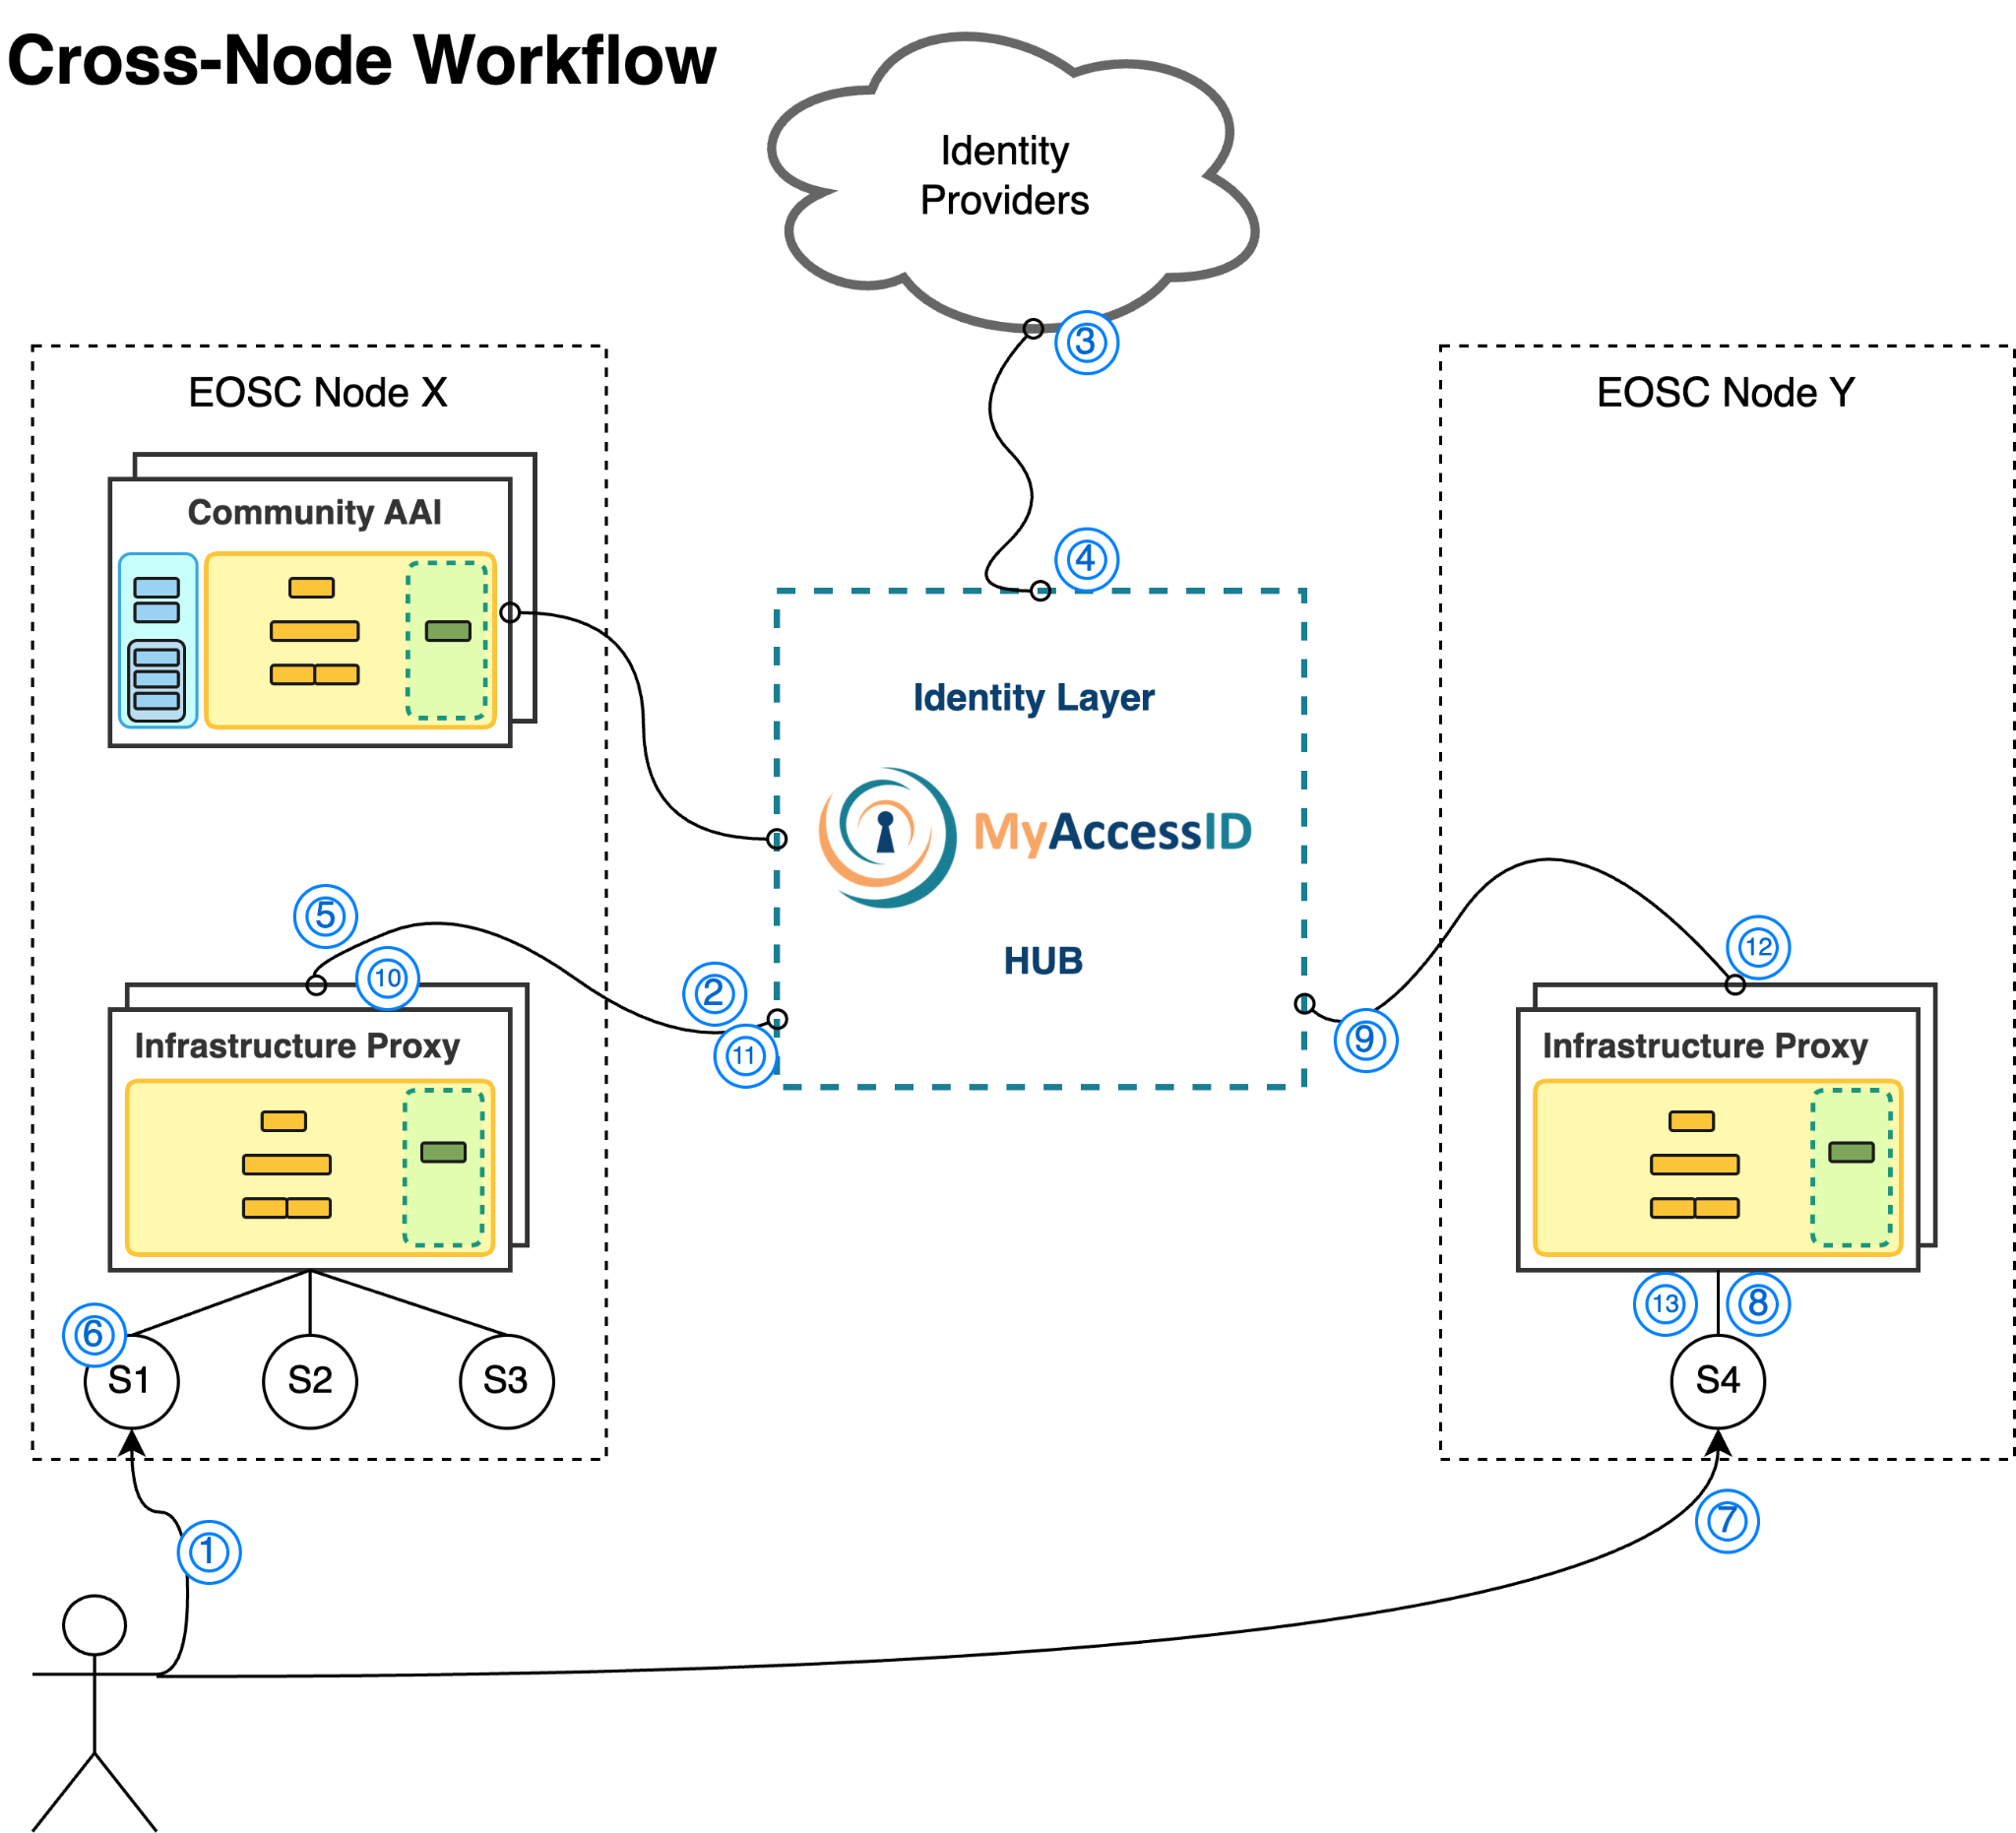 Cross-Node Workflow
Identity
Providers
③
EOSC Node X
EOSC Node Y
Community AAI
④
Identity Layer
MyAccessID
HUB
⑤
⑩
②
⑪
⑨
⑫
Infrastructure Proxy
Infrastructure Proxy
⑬
⑧
⑥
S1
S2
S3
S4
①
⑦